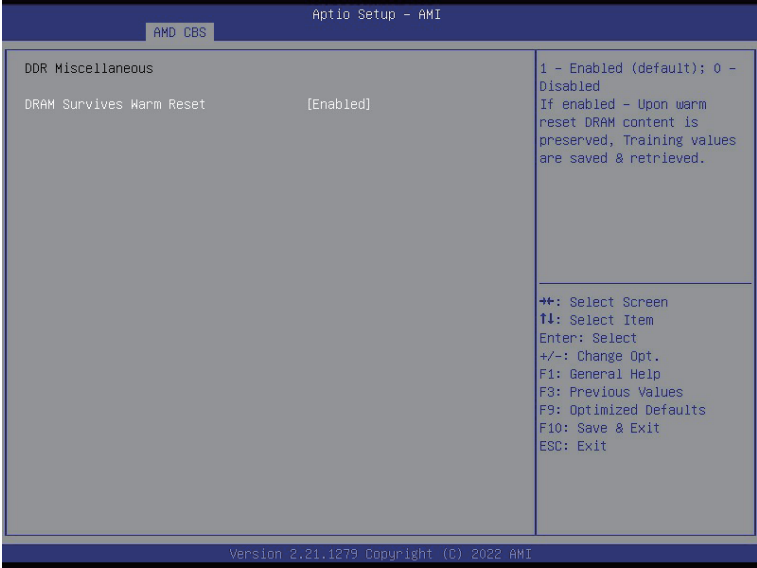 Aptio Setup – AMI
AMD CBS
DDR Miscellaneous
DRAM Survives Warm Reset [Enabled]
1 – Enabled (default); 0 –
Disabled
If enabled – Upon warm
reset DRAM content is
preserved, Training values
are saved & retrieved.
→←: Select Screen
↑↓: Select Item
Enter: Select
+/-: Change Opt.
F1: General Help
F3: Previous Values
F9: Optimized Defaults
F10: Save & Exit
ESC: Exit
Version 2.21.1279 Copyright (C) 2022 AMI